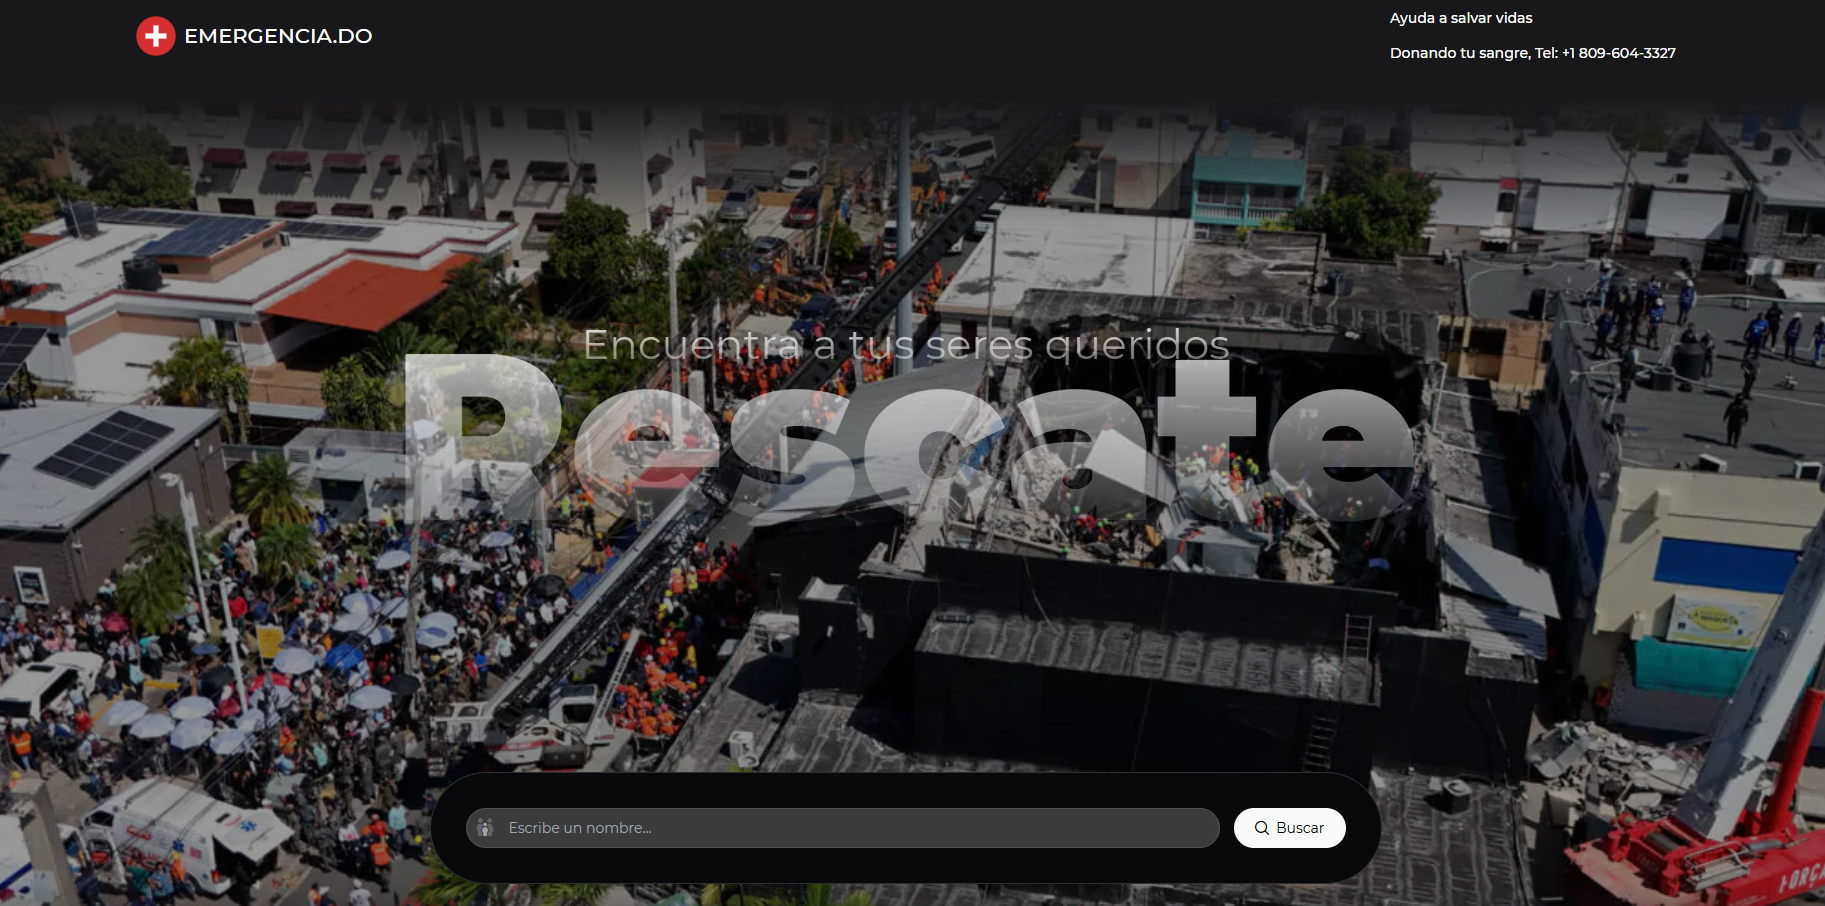 EMERGENCIA.DO
Ayuda a salvar vidas
Donando tu sangre, Tel: +1 809-604-3327
Encuentra a tus seres queridos
Rescate
Escribe un nombre...
Buscar